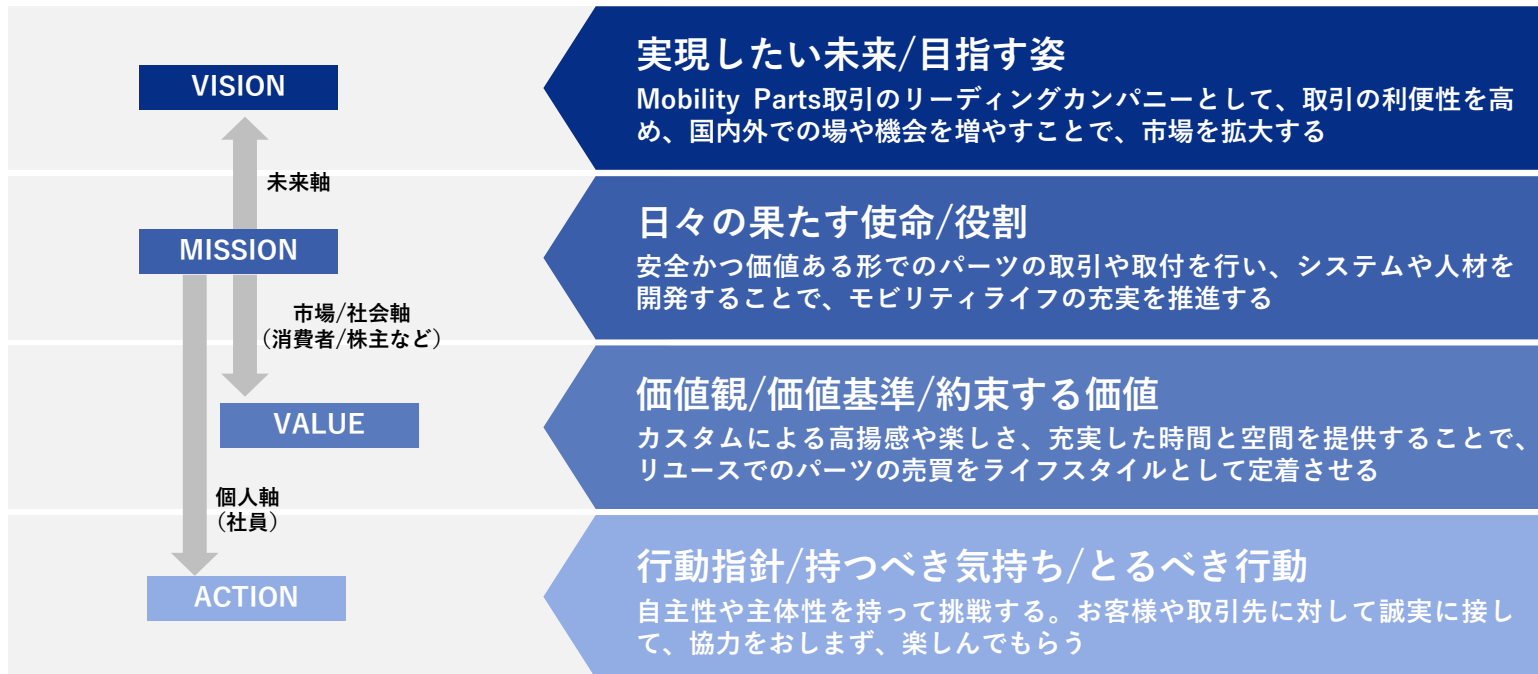 VISION
実現したい未来/目指す姿
Mobility Parts取引のリーディングカンパニーとして、取引の利便性を高
め、国内外での場や機会を増やすことで、市場を拡大する
未来軸
MISSION
日々の果たす使命/役割
安全かつ価値ある形でのパーツの取引や取付を行い、システムや人材を
開発することで、モビリティライフの充実を推進する
市場/社会軸
（消費者/株主など）
VALUE
価値観/価値基準/約束する価値
カスタムによる高揚感や楽しさ、充実した時間と空間を提供することで、
リユースでのパーツの売買をライフスタイルとして定着させる
個人軸
（社員）
ACTION
行動指針/持つべき気持ち/とるべき行動
自主性や主体性を持って挑戦する。お客様や取引先に対して誠実に接し
て、協力をおしまず、楽しんでもらう